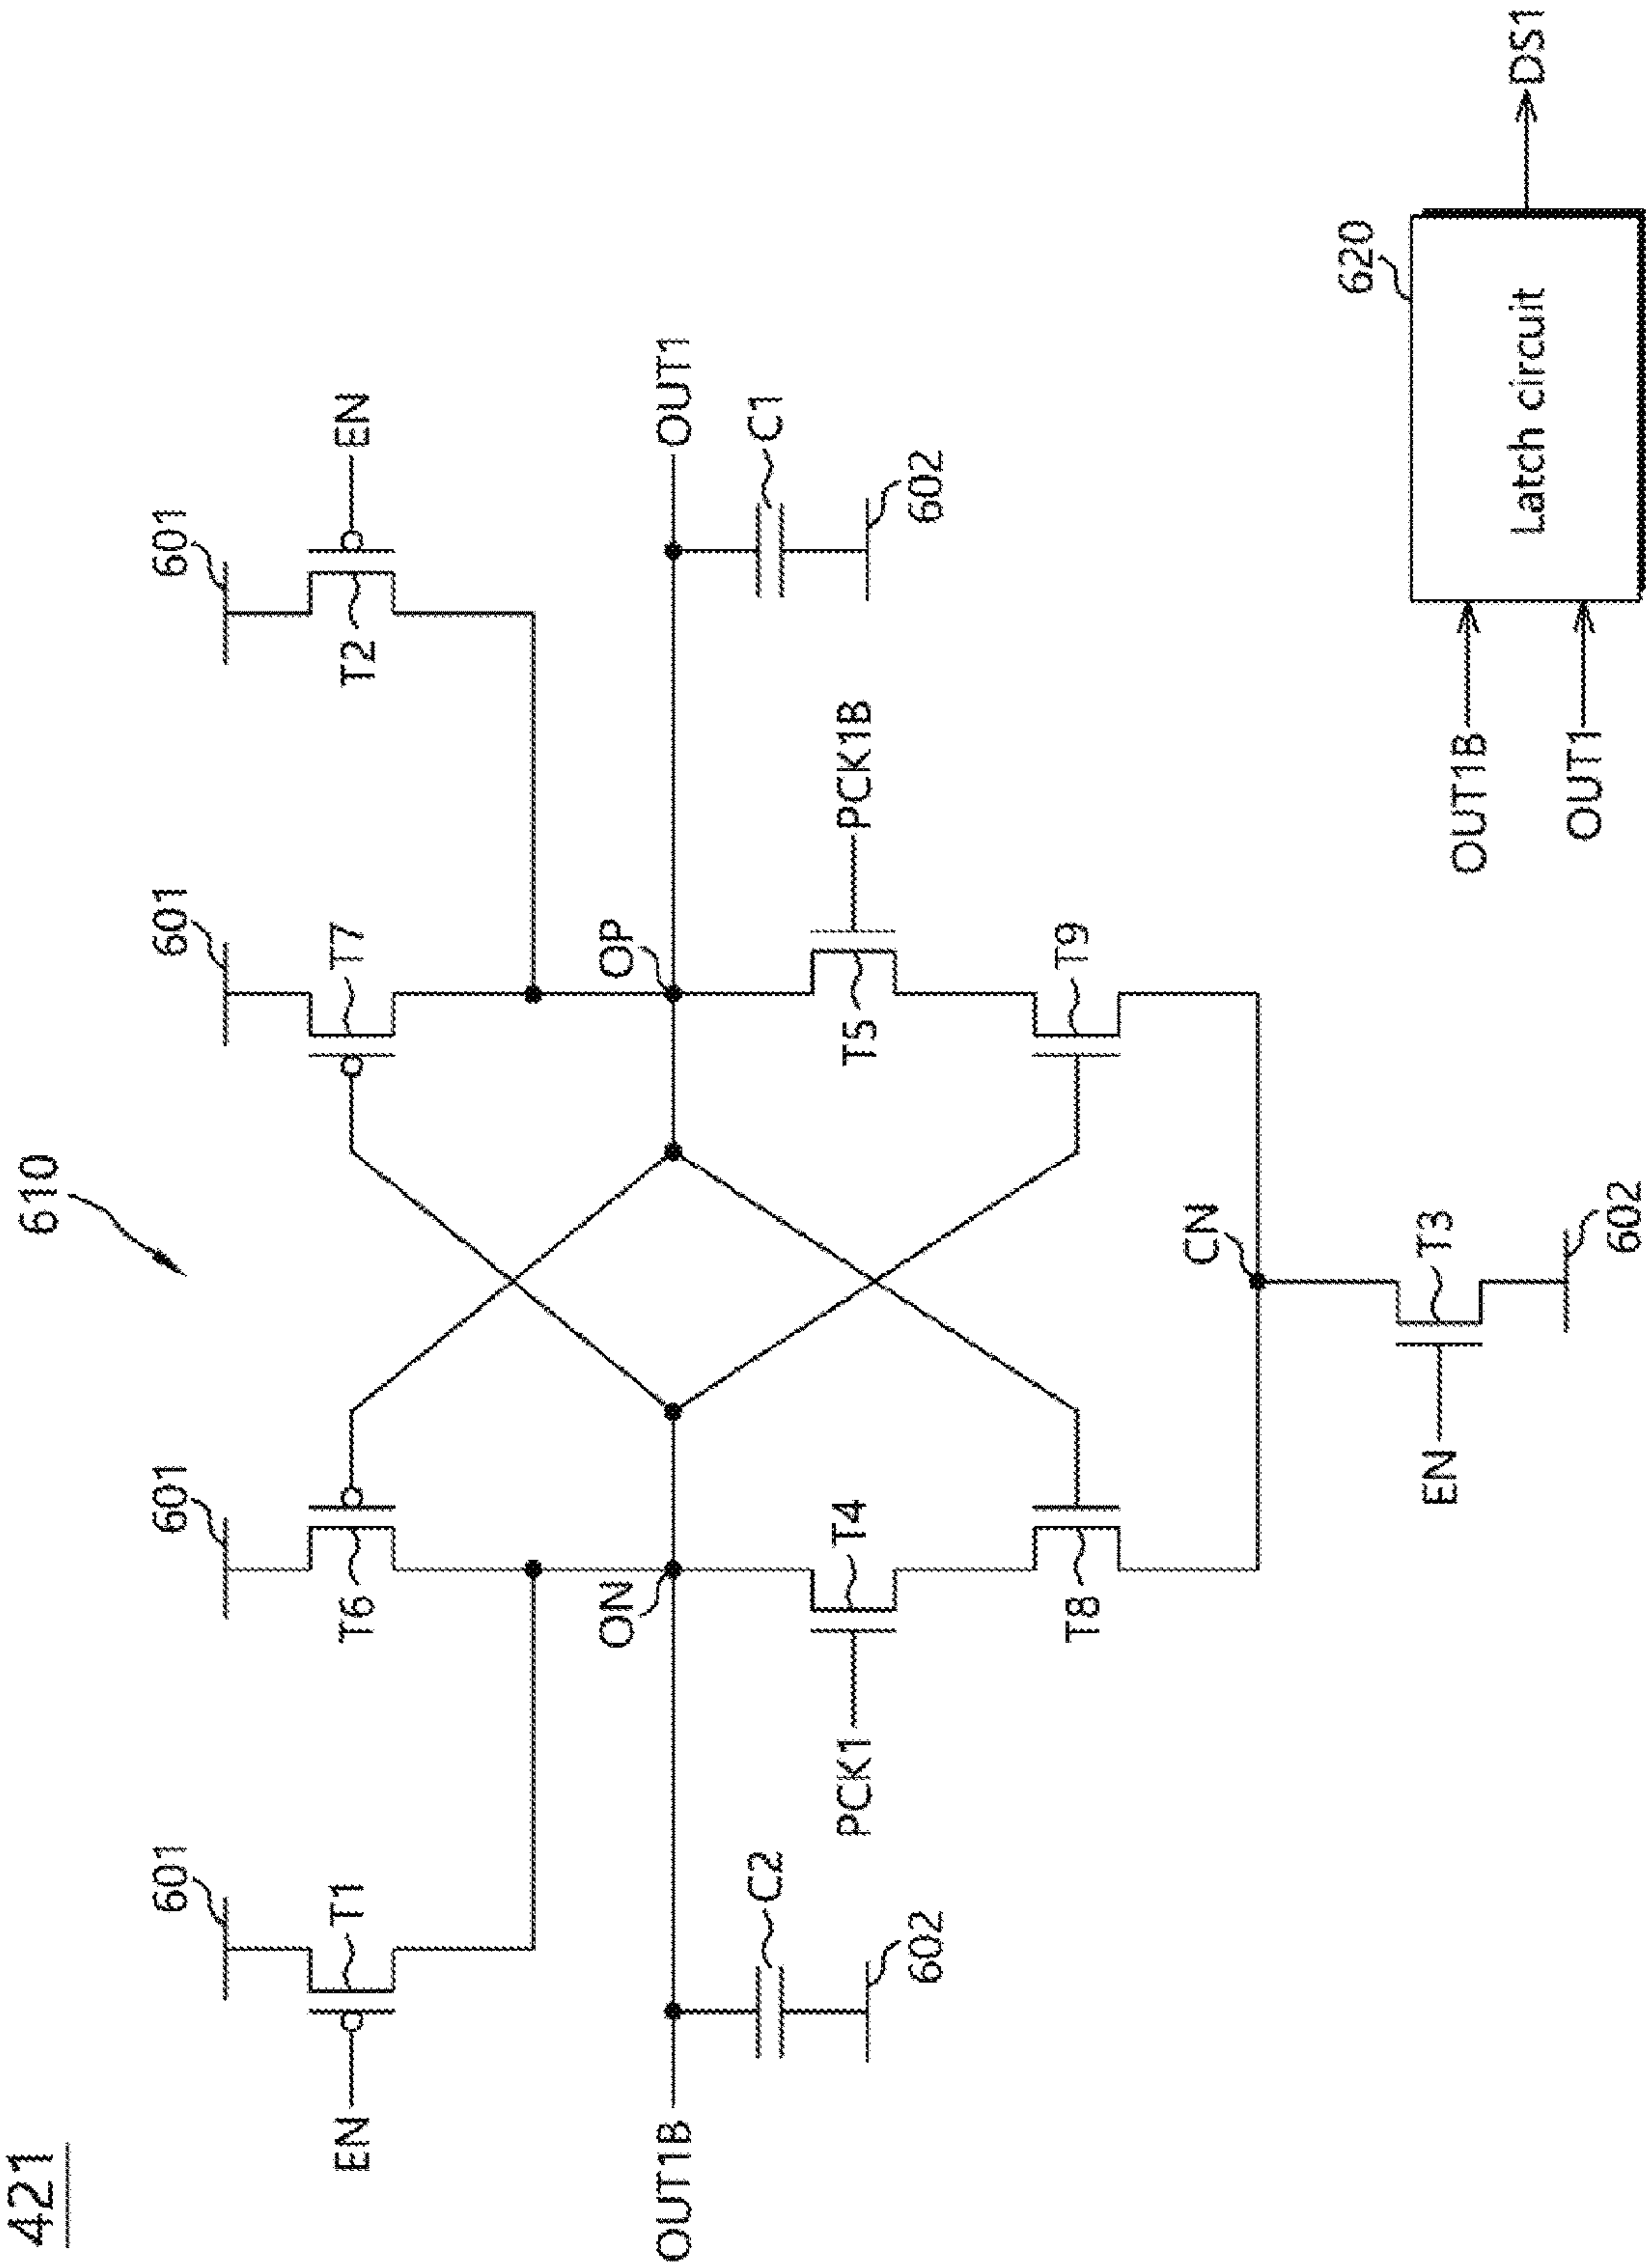 421
610
601
601
601
601
EN
T1
T6
T7
T2
EN
ON
OP
OUT1B
OUT1
C2
PCK1
T4
T5
PCK1B
C1
602
602
T8
T9
CN
EN
T3
602
620
OUT1B
OUT1
Latch circuit
DS1